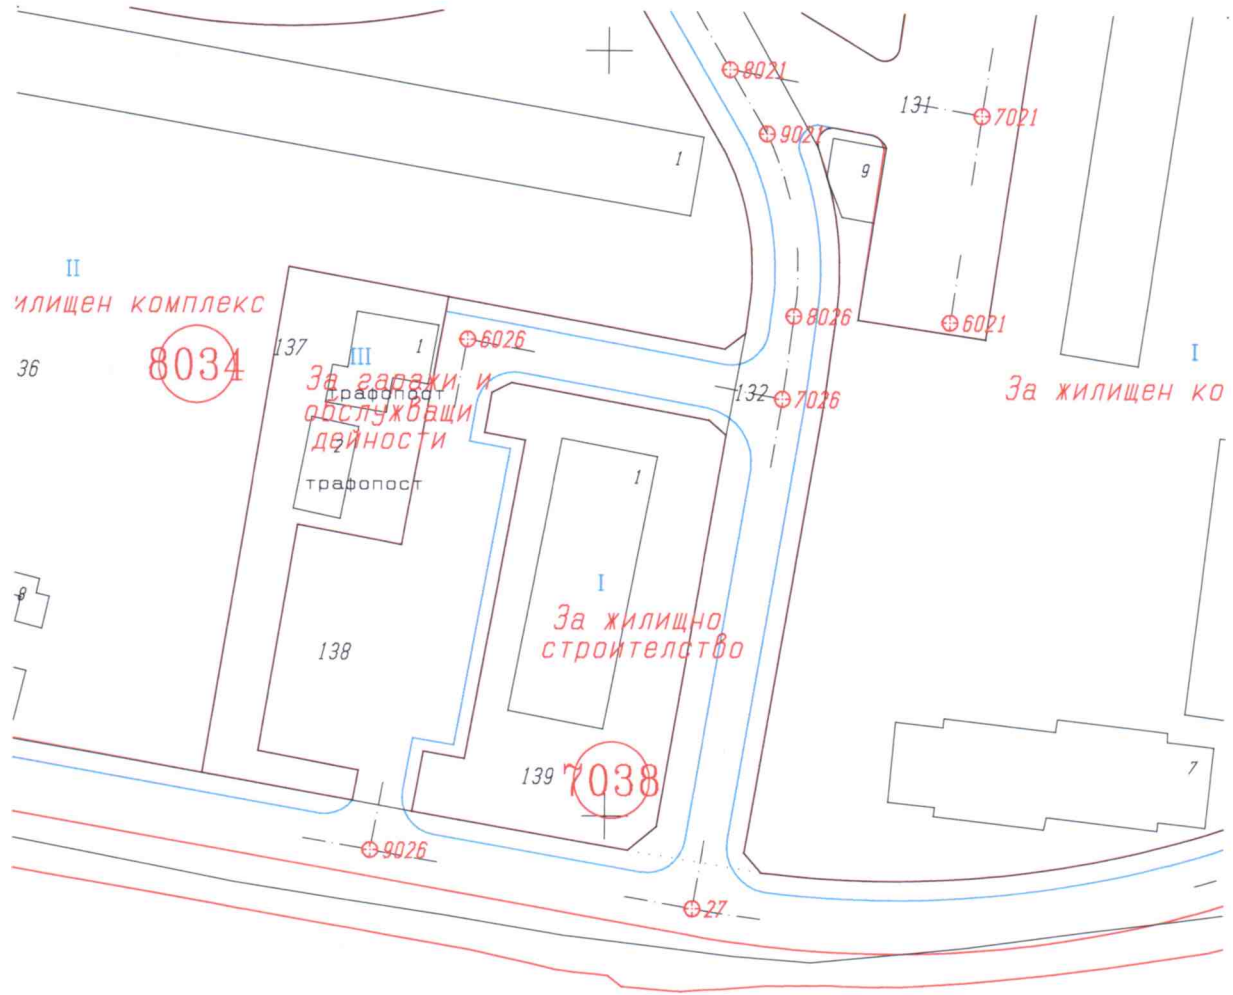 8021
131
7021
9021
1
9
II
илищен комплекс
8034
36
137
1
III
За гаражи и
обслужващи
дейности
трафопост
2
трафопост
6026
8026
6021
132
7026
I
За жилищен ко
1
I
За жилищно
строителство
8
138
139
7038
7
9026
27